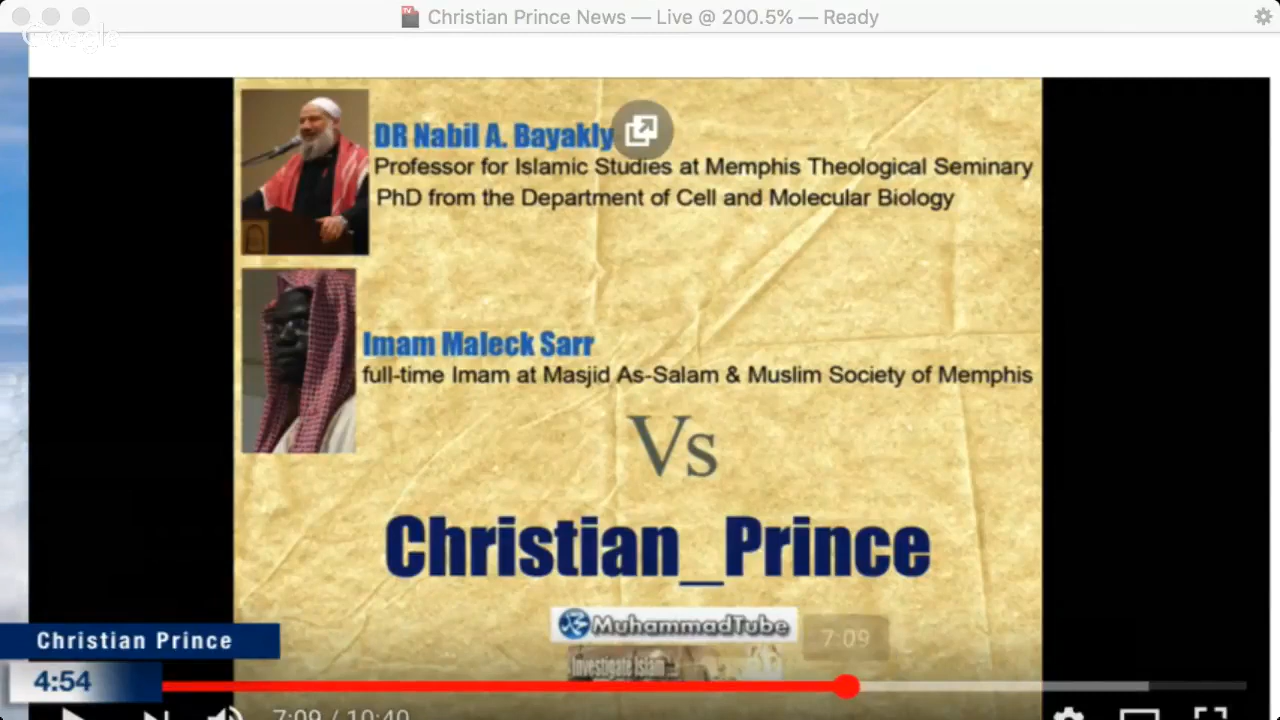 Christian Prince News — Live @ 200.5% — Ready
Google
DR Nabil A. Bayakly
Professor for Islamic Studies at Memphis Theological Seminary
PhD from the Department of Cell and Molecular Biology
Imam Maleck Sarr
full-time Imam at Masjid As-Salam & Muslim Society of Memphis
Vs
Christian_Prince
MuhammadTube
7:09
Investigate Islam
Christian Prince
4:54
7:09 / 10:40